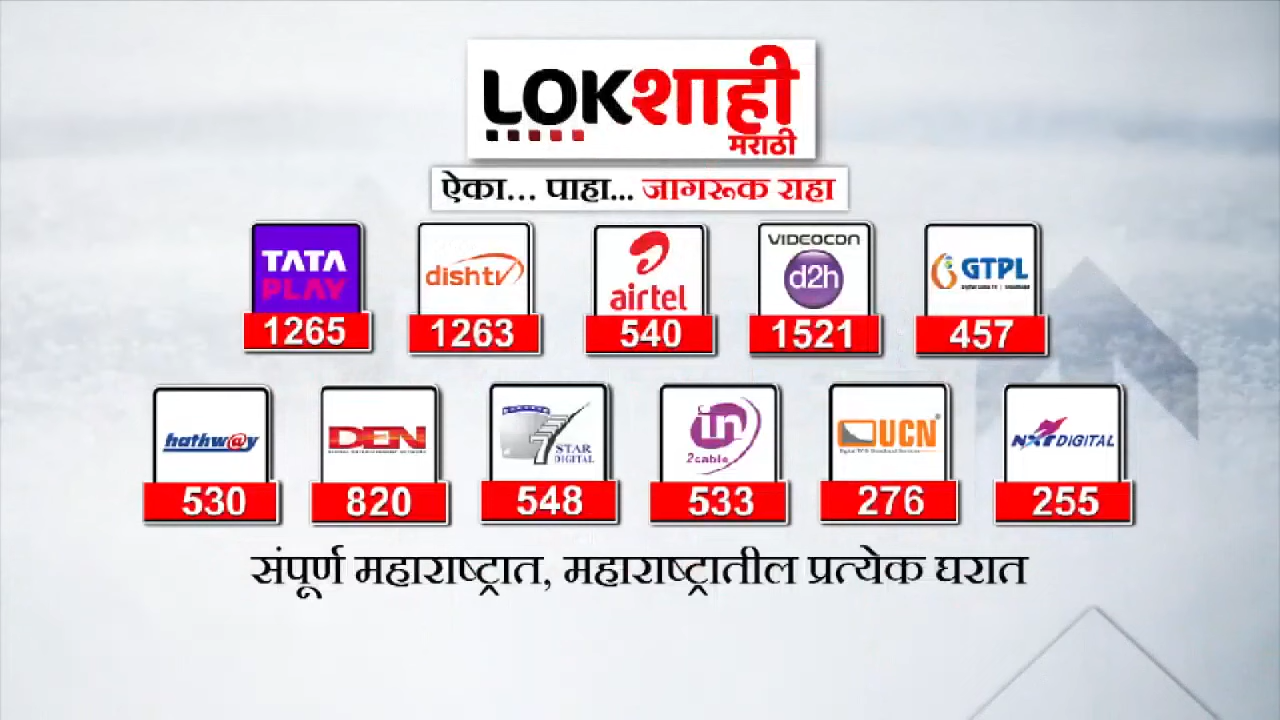 LOKशाही
मराठी
ऐका... पाहा... जागरूक राहा
TATA PLAY
dishtv
airtel
VIDEOCON d2h
GTPL
1265 1263 540 1521 457
hathw@y
DEN
7 STAR DIGITAL
in 2cable
UCN
NXT DIGITAL
530 820 548 533 276 255
संपूर्ण महाराष्ट्रात, महाराष्ट्रातील प्रत्येक घरात